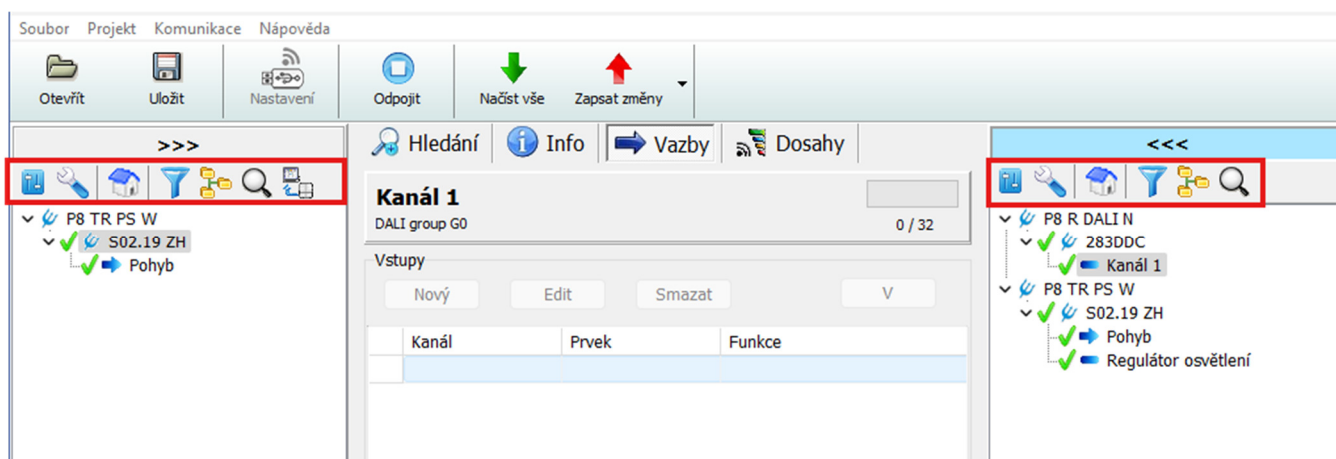 Soubor Projekt Komunikace Nápověda
Otevřít Uložit Nastavení Odpojit Načíst vše Zapsat změny
>>>
P8 TR PS W
S02.19 ZH
Pohyb
Hledání Info Vazby Dosahy
Kanál 1
DALI group G0 0 / 32
Vstupy
Nový Edit Smazat V
Kanál Prvek Funkce
<<<
P8 R DALI N
283DDC
Kanál 1
P8 TR PS W
S02.19 ZH
Pohyb
Regulátor osvětlení